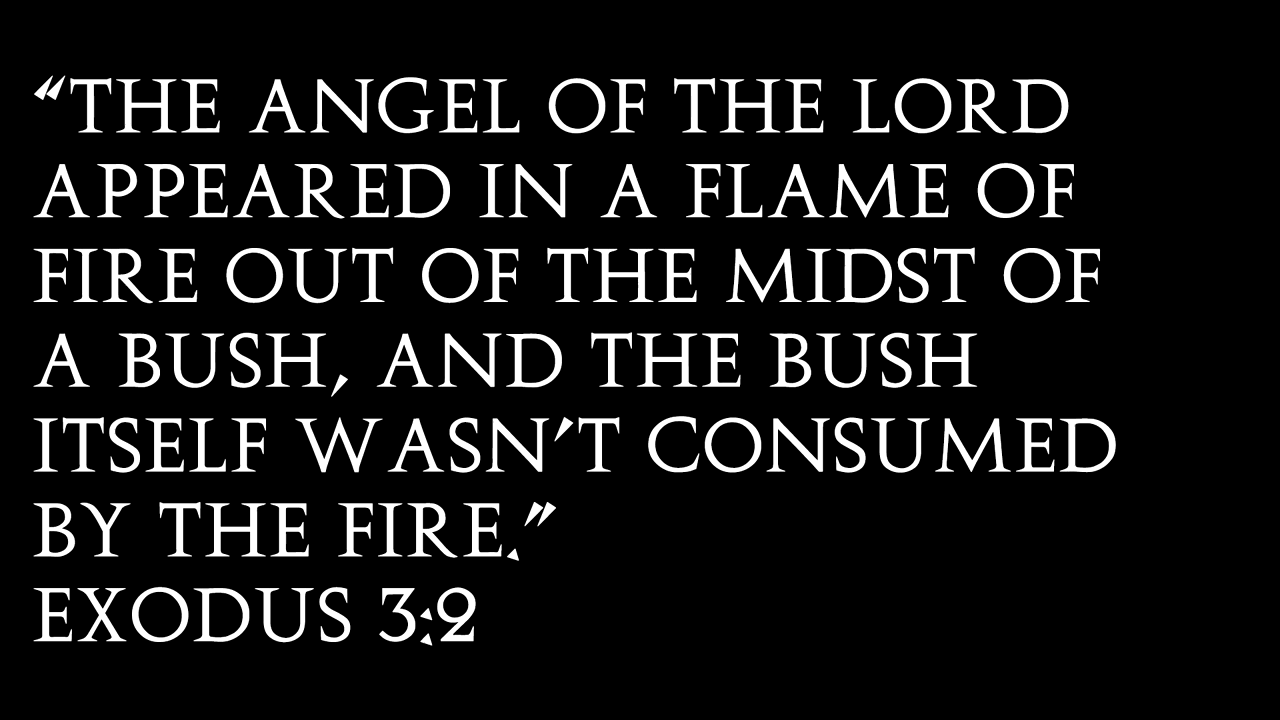 “THE ANGEL OF THE LORD
APPEARED IN A FLAME OF
FIRE OUT OF THE MIDST OF
A BUSH, AND THE BUSH
ITSELF WASN’T CONSUMED
BY THE FIRE.”
EXODUS 3:2